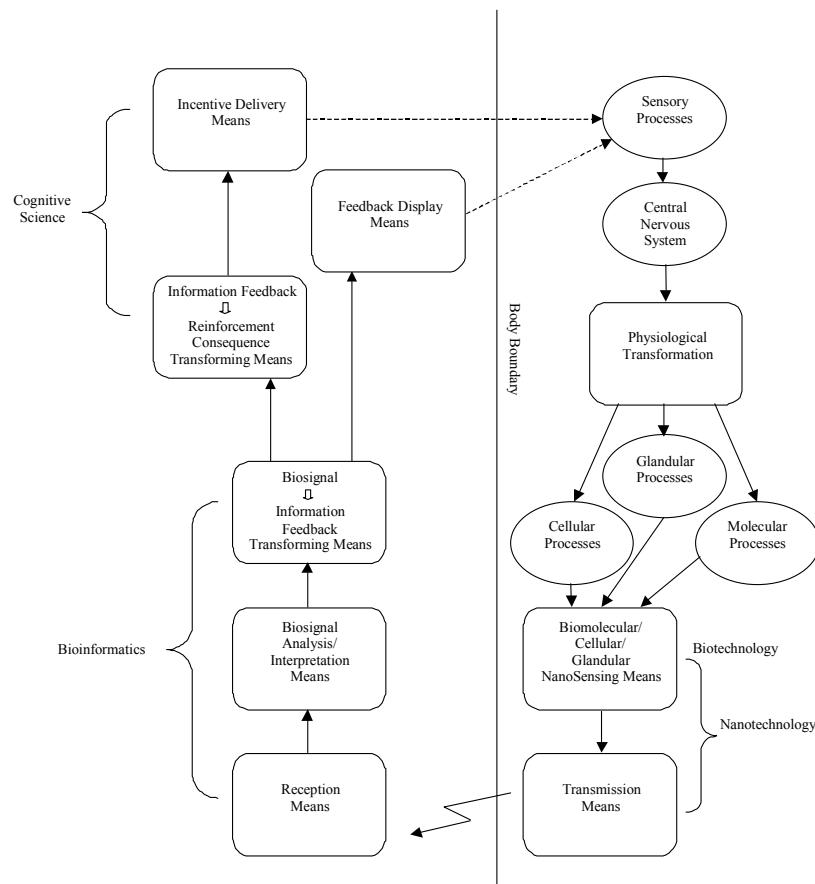 Incentive Delivery
Means
Sensory
Processes
Cognitive
Science
Feedback Display
Means
Central
Nervous
System
Information Feedback
⇩
Reinforcement
Consequence
Transforming Means
Body Boundary
Physiological
Transformation
Glandular
Processes
Biosignal
⇩
Information
Feedback
Transforming Means
Cellular
Processes
Molecular
Processes
Bioinformatics
Biosignal
Analysis/
Interpretation
Means
Biomolecular/
Cellular/
Glandular
NanoSensing Means
Biotechnology
Nanotechnology
Reception
Means
Transmission
Means